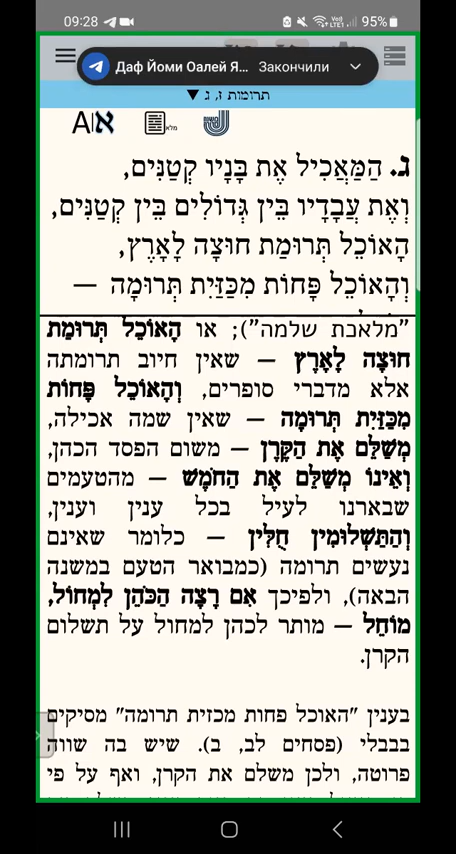 09:28
95%
Даф Йоми Оалей Я... Закончили
תרומות ז, ג ▼
A|א מלא
ג. הַמַּאֲכִיל אֶת בָּנָיו קְטַנִּים,
וְאֶת עֲבָדָיו בֵּין גְּדוֹלִים בֵּין קְטַנִּים,
הָאוֹכֵל תְּרוּמַת חוּצָה לָאָרֶץ,
וְהָאוֹכֵל פָּחוֹת מִכַּזַּיִת תְּרוּמָה —
"מלאכת שלמה"); או הָאוֹכֵל תְּרוּמַת
חוּצָה לָאָרֶץ — שאין חיוב תרומתה
אלא מדברי סופרים, וְהָאוֹכֵל פָּחוֹת
מִכַּזַּיִת תְּרוּמָה — שאין שמה אכילה,
מְשַׁלֵּם אֶת הַקֶּרֶן — משום הפסד הכהן,
וְאֵינוֹ מְשַׁלֵּם אֶת הַחֹמֶשׁ — מהטעמים
שבארנו לעיל בכל ענין וענין,
וְהַתַּשְׁלוּמִין חֻלִּין — כלומר שאינם
נעשים תרומה (כמבואר הטעם במשנה
הבאה), ולפיכך אִם רָצָה הַכֹּהֵן לִמְחוֹל,
מוֹחֵל — מותר לכהן למחול על תשלום
הקרן.
בענין "האוכל פחות מכזית תרומה" מסיקים
בבבלי (פסחים לב, ב). שיש בה שווה
פרוטה, ולכן משלם את הקרן, ואף על פי